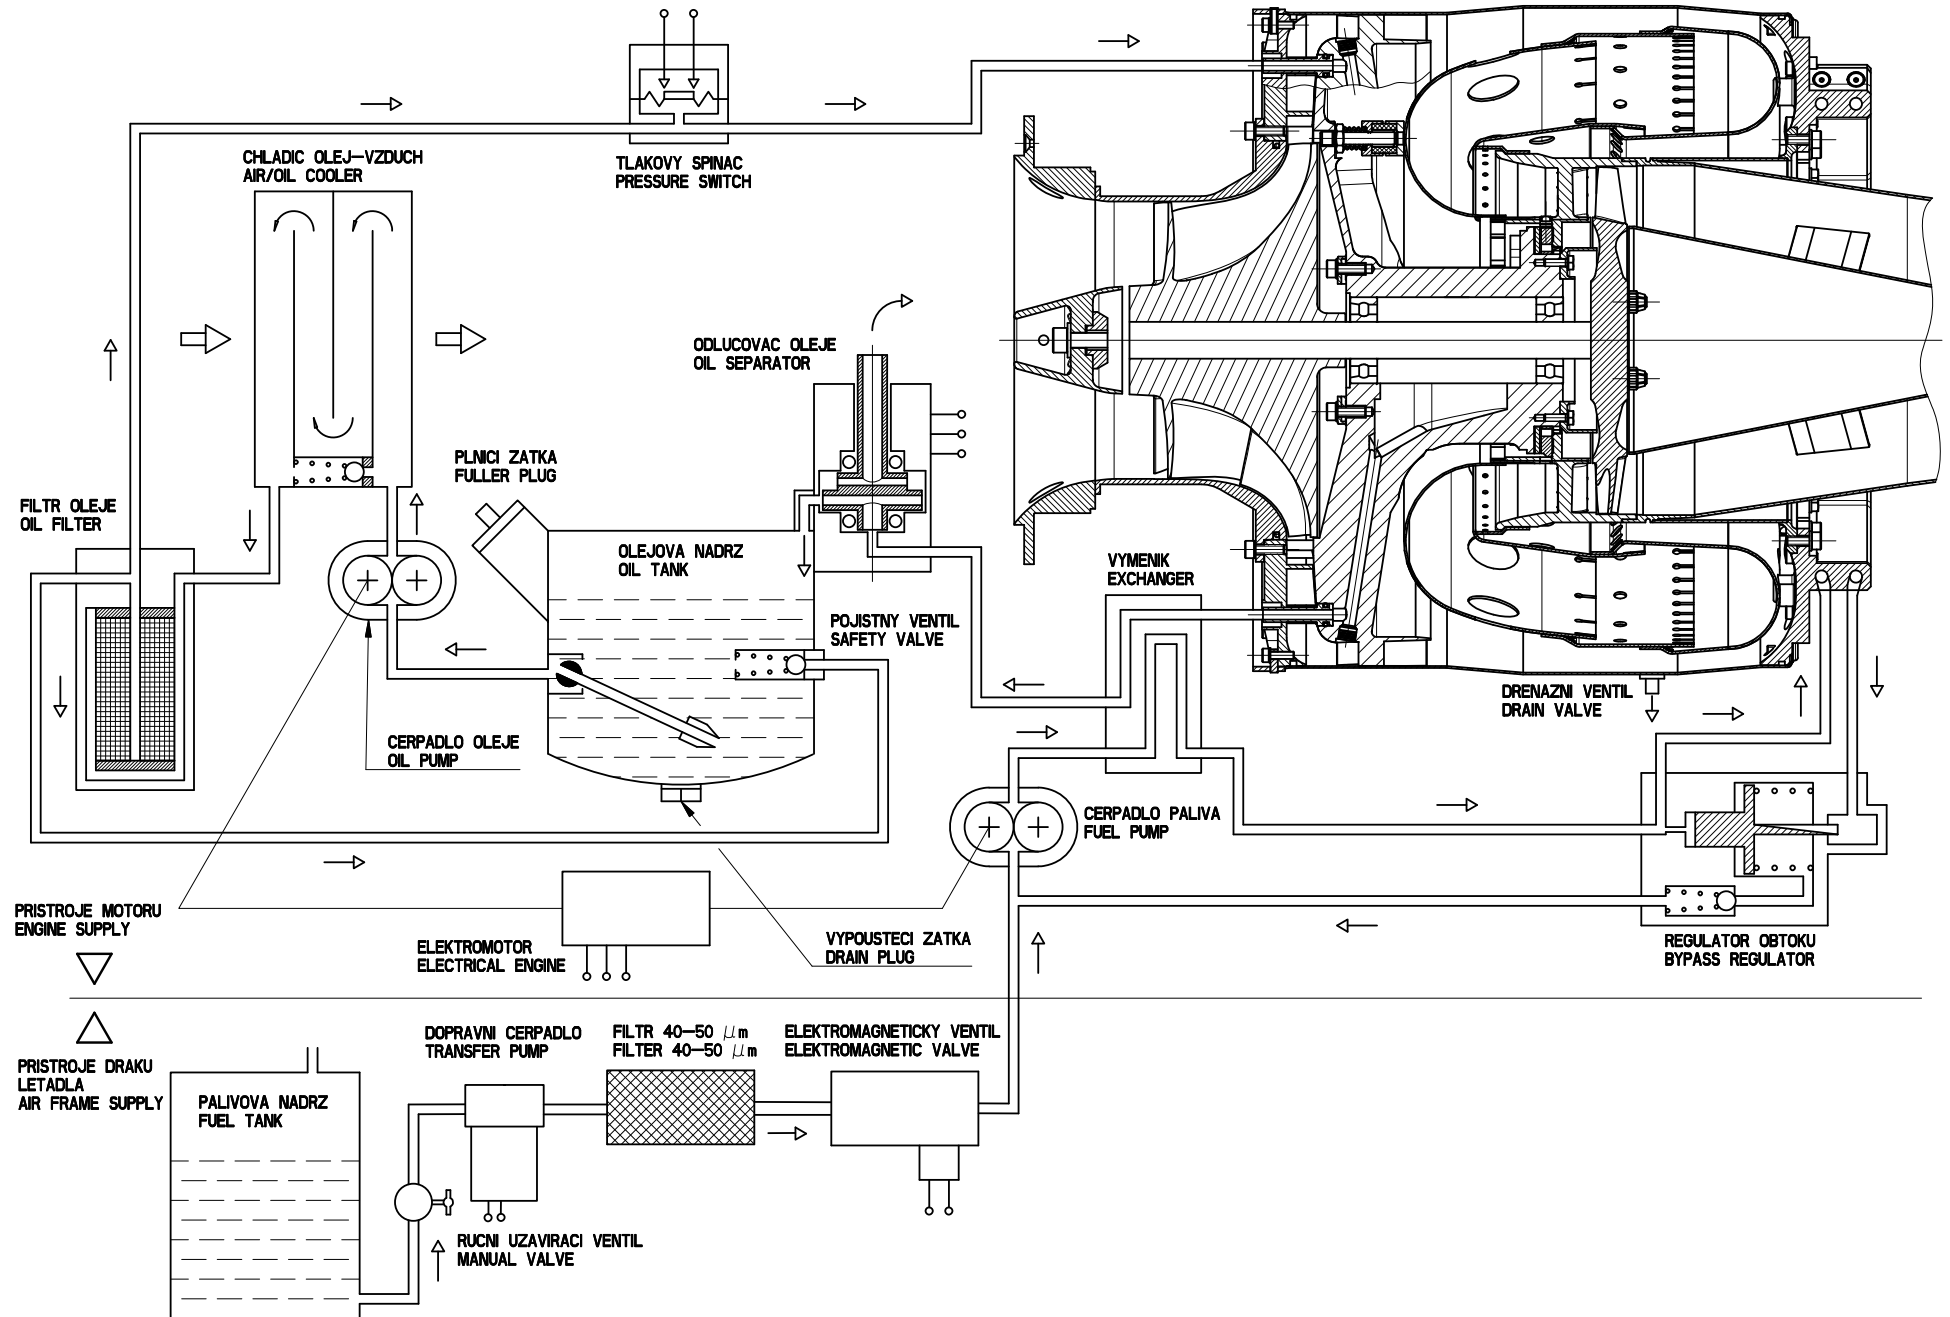 CHLADIC OLEJ-VZDUCH
AIR/OIL COOLER
TLAKOVY SPINAC
PRESSURE SWITCH
ODLUCOVAC OLEJE
OIL SEPARATOR
PLNICI ZATKA
FULLER PLUG
FILTR OLEJE
OIL FILTER
OLEJOVA NADRZ
OIL TANK
VYMENIK
EXCHANGER
POJISTNY VENTIL
SAFETY VALVE
DRENAZNI VENTIL
DRAIN VALVE
CERPADLO OLEJE
OIL PUMP
CERPADLO PALIVA
FUEL PUMP
PRISTROJE MOTORU
ENGINE SUPPLY
ELEKTROMOTOR
ELECTRICAL ENGINE
VYPOUSTECI ZATKA
DRAIN PLUG
REGULATOR OBTOKU
BYPASS REGULATOR
PRISTROJE DRAKU
LETADLA
AIR FRAME SUPPLY
DOPRAVNI CERPADLO
TRANSFER PUMP
FILTR 40-50 μm
FILTER 40-50 μm
ELEKTROMAGNETICKY VENTIL
ELEKTROMAGNETIC VALVE
PALIVOVA NADRZ
FUEL TANK
RUCNI UZAVIRACI VENTIL
MANUAL VALVE